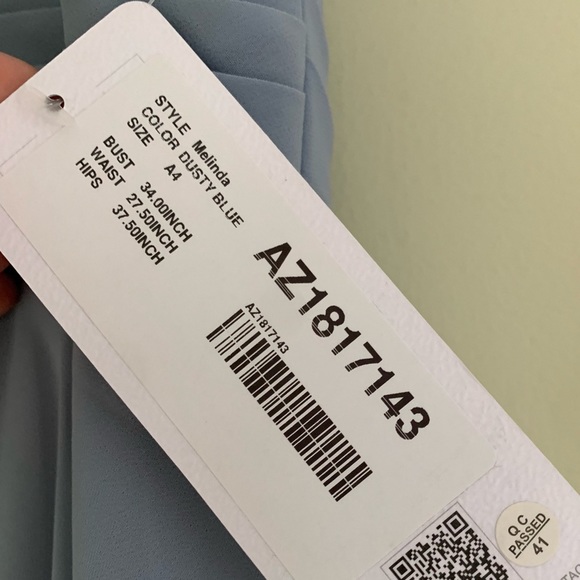 STYLE Melinda
COLOR DUSTY BLUE
SIZE A4
BUST 34.00INCH
WAIST 27.50INCH
HIPS 37.50INCH
AZ1817143
AZ1817143
QC
PASSED
41